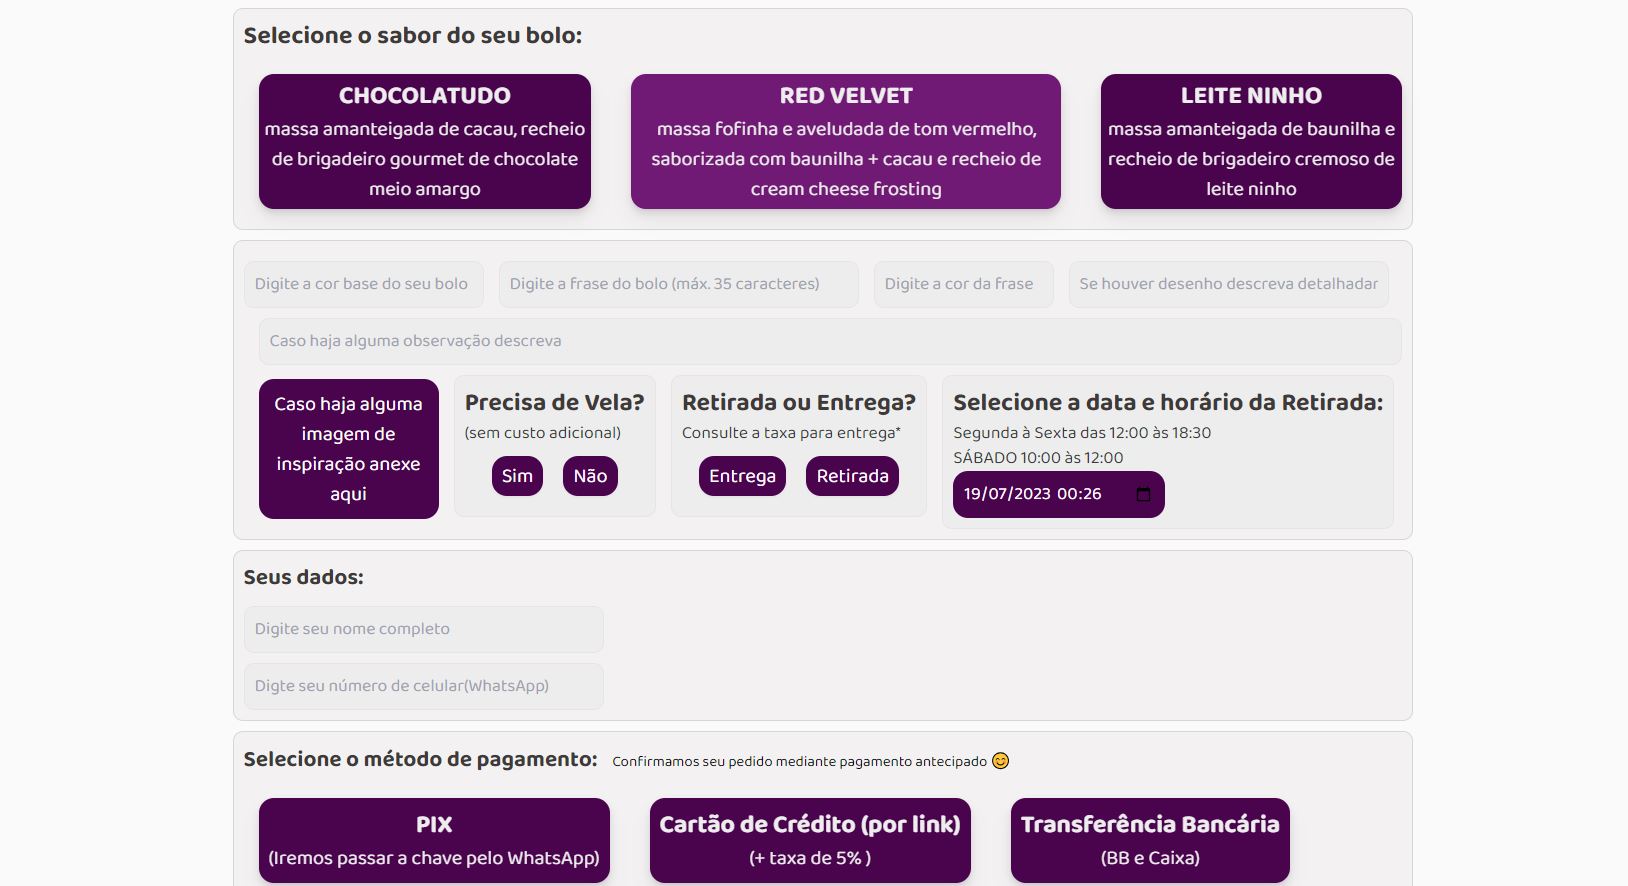 Selecione o sabor do seu bolo:
CHOCOLATUDO
massa amanteigada de cacau, recheio
de brigadeiro gourmet de chocolate
meio amargo
RED VELVET
massa fofinha e aveludada de tom vermelho,
saborizada com baunilha + cacau e recheio de
cream cheese frosting
LEITE NINHO
massa amanteigada de baunilha e
recheio de brigadeiro cremoso de
leite ninho
Digite a cor base do seu bolo
Digite a frase do bolo (máx. 35 caracteres)
Digite a cor da frase
Se houver desenho descreva detalhadar
Caso haja alguma observação descreva
Caso haja alguma
imagem de
inspiração anexe
aqui
Precisa de Vela?
(sem custo adicional)
Sim
Não
Retirada ou Entrega?
Consulte a taxa para entrega*
Entrega
Retirada
Selecione a data e horário da Retirada:
Segunda à Sexta das 12:00 às 18:30
SÁBADO 10:00 às 12:00
19/07/2023 00:26
Seus dados:
Digite seu nome completo
Digte seu número de celular(WhatsApp)
Selecione o método de pagamento:
Confirmamos seu pedido mediante pagamento antecipado 😊
PIX
(Iremos passar a chave pelo WhatsApp)
Cartão de Crédito (por link)
(+ taxa de 5% )
Transferência Bancária
(BB e Caixa)